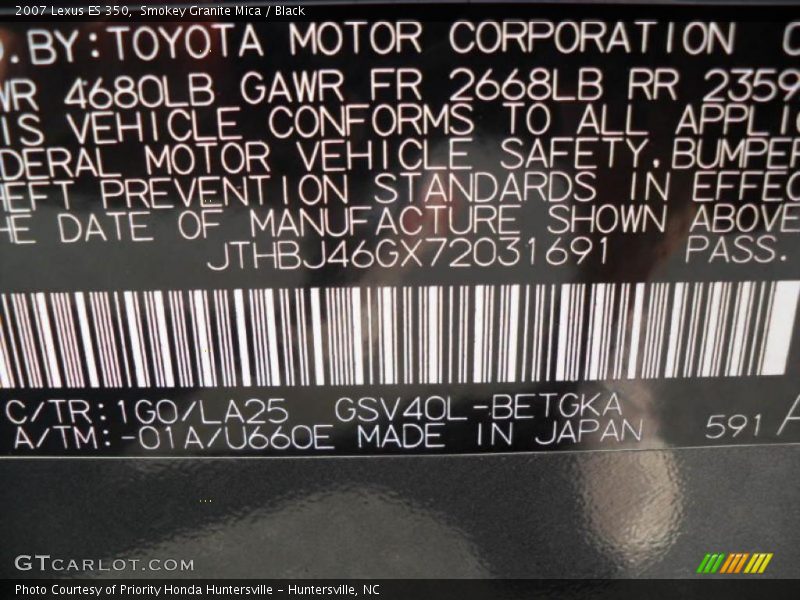 2007 Lexus ES 350, Smokey Granite Mica / Black
D.BY:TOYOTA MOTOR CORPORATION
WR 4680LB GAWR FR 2668LB RR 2359
IS VEHICLE CONFORMS TO ALL APPLIC
DERAL MOTOR VEHICLE SAFETY,BUMPER
HEFT PREVENTION STANDARDS IN EFFEC
HE DATE OF MANUFACTURE SHOWN ABOVE
JTHBJ46GX72031691 PASS.
C/TR:1G0/LA25 GSV40L-BETGKA
A/TM:-01A/U660E MADE IN JAPAN 591 A
GTCARLOT.COM
Photo Courtesy of Priority Honda Huntersville - Huntersville, NC